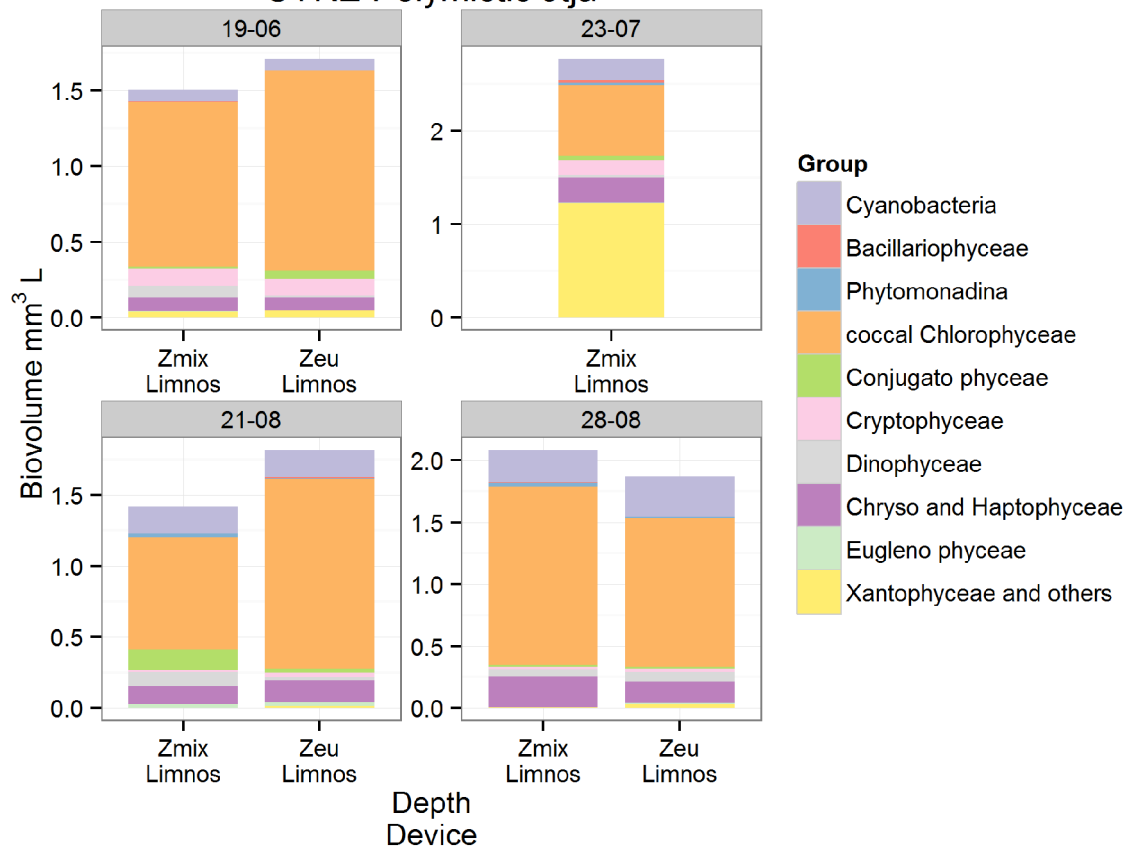 19-06
23-07
1.5
1.0
0.5
0.0
2
1
0
Zmix
Limnos
Zeu
Limnos
Zmix
Limnos
21-08
28-08
1.5
1.0
0.5
0.0
2.0
1.5
1.0
0.5
0.0
Zmix
Limnos
Zeu
Limnos
Zmix
Limnos
Zeu
Limnos
Biovolume mm³ L
Depth
Device
Group
Cyanobacteria
Bacillariophyceae
Phytomonadina
coccal Chlorophyceae
Conjugato phyceae
Cryptophyceae
Dinophyceae
Chryso and Haptophyceae
Eugleno phyceae
Xantophyceae and others